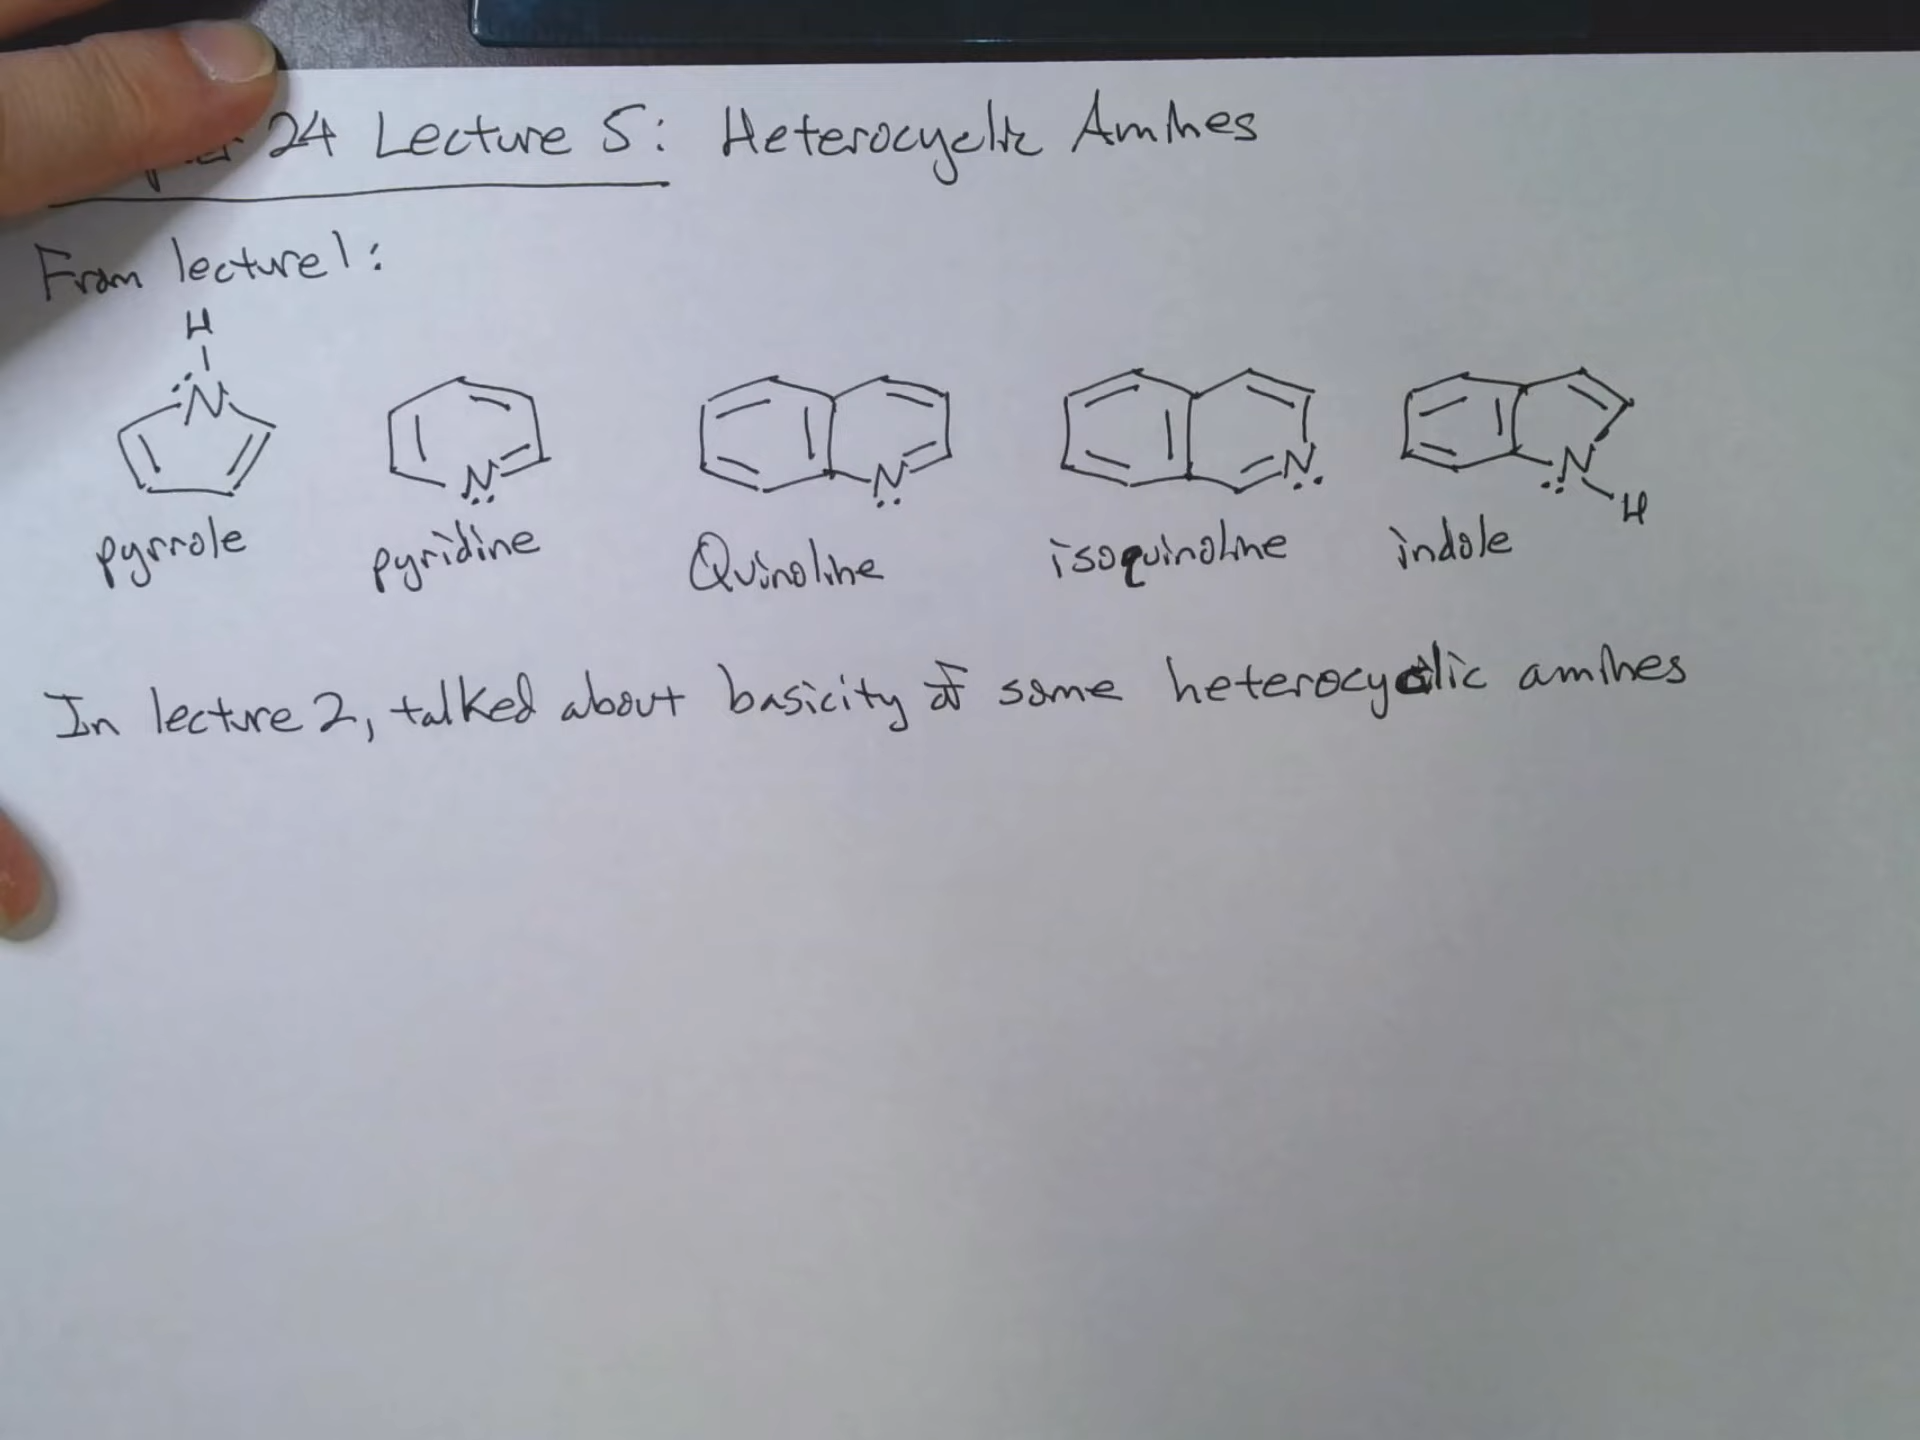 24 Lecture 5: Heterocyclic Amines
From lecture 1:
H
N
N
N
N
N
H
pyrrole pyridine Quinoline isoquinoline indole
In lecture 2, talked about basicity of some heterocyclic amines